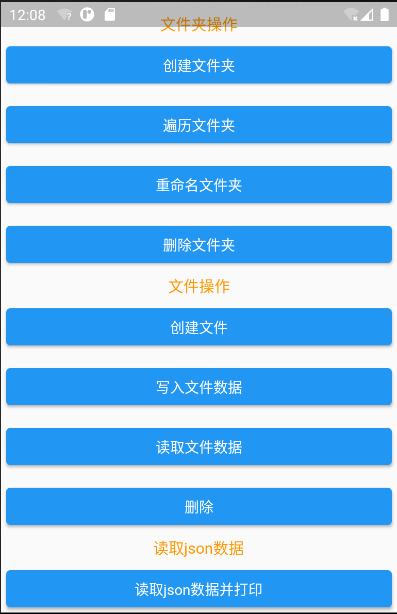 12:08
文件夹操作
创建文件夹
遍历文件夹
重命名文件夹
删除文件夹
文件操作
创建文件
写入文件数据
读取文件数据
删除
读取json数据
读取json数据并打印